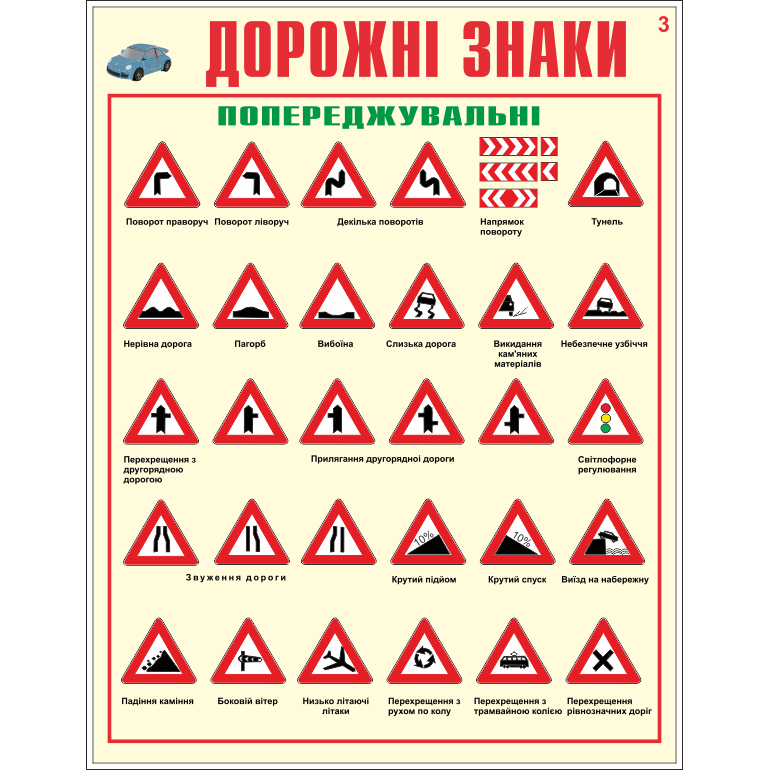 ДОРОЖНІ ЗНАКИ
3
ПОПЕРЕДЖУВАЛЬНІ
Поворот праворуч
Поворот ліворуч
Декілька поворотів
Напрямок
повороту
Тунель
Нерівна дорога
Пагорб
Вибоїна
Слизька дорога
Викидання
кам'яних
матеріалів
Небезпечне узбіччя
Перехрещення з
другорядною
дорогою
Прилягання другорядної дороги
Світлофорне
регулювання
10%
10%
Звуження дороги
Крутий підйом
Крутий спуск
Виїзд на набережну
Падіння каміння
Боковій вітер
Низько літаючі
літаки
Перехрещення з
рухом по колу
Перехрещення з
трамвайною колією
Перехрещення
рівнозначних доріг